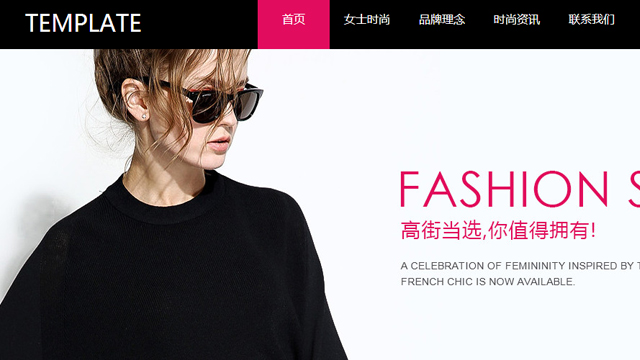 TEMPLATE
首页 女士时尚 品牌理念 时尚资讯 联系我们
FASHION S
高街当选,你值得拥有!
A CELEBRATION OF FEMININITY INSPIRED BY T
FRENCH CHIC IS NOW AVAILABLE.